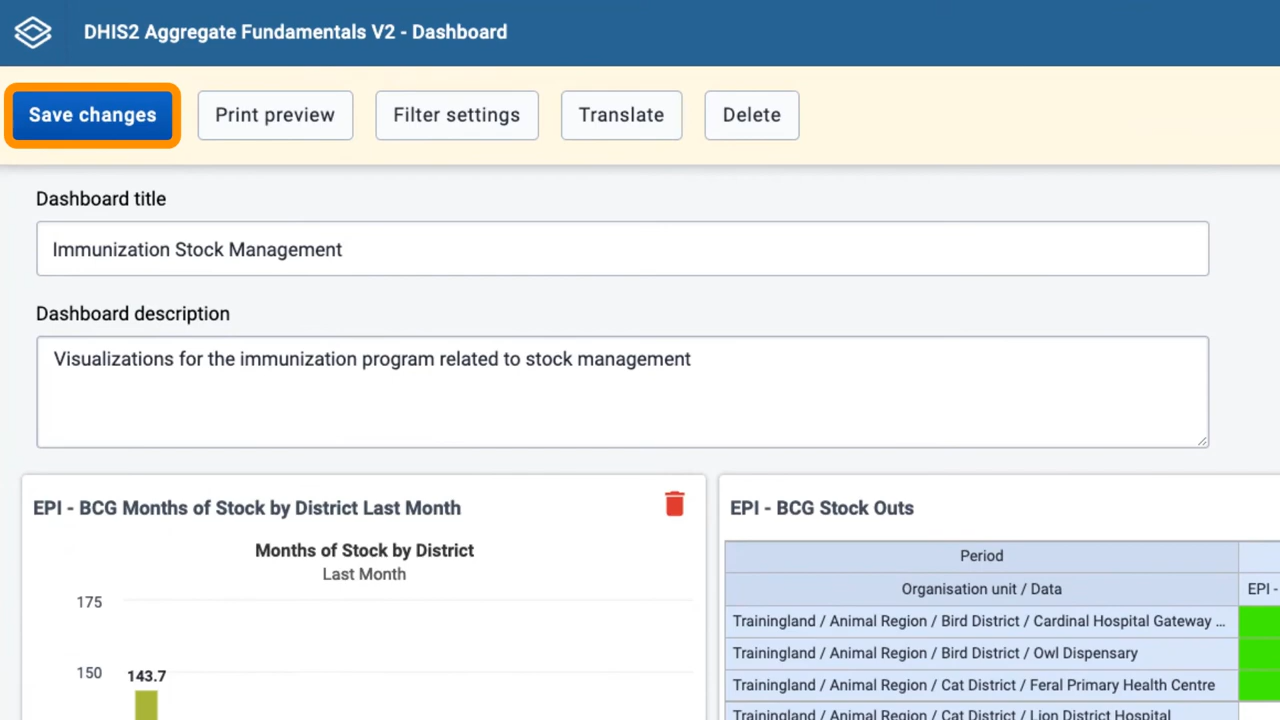 DHIS2 Aggregate Fundamentals V2 - Dashboard
Save changes
Print preview
Filter settings
Translate
Delete
Dashboard title
Immunization Stock Management
Dashboard description
Visualizations for the immunization program related to stock management
EPI - BCG Months of Stock by District Last Month
Months of Stock by District
Last Month
175
150
143.7
EPI - BCG Stock Outs
Period
Organisation unit / Data
EPI -
Trainingland / Animal Region / Bird District / Cardinal Hospital Gateway ...
Trainingland / Animal Region / Bird District / Owl Dispensary
Trainingland / Animal Region / Cat District / Feral Primary Health Centre
Trainingland / Animal Region / Cat District / Lion District Hospital